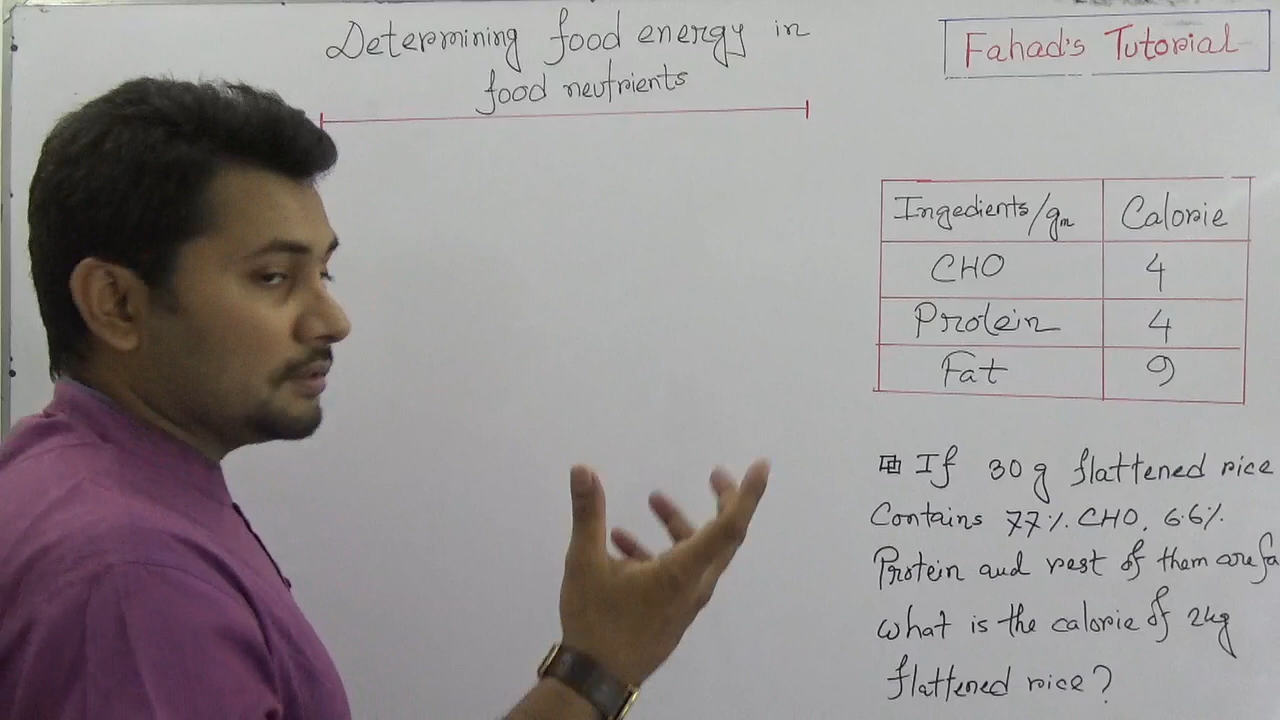 Determining food energy in
food neutrients
Fahad's Tutorial
Ingedients/gm Calorie
CHO 4
Protein 4
Fat 9
If 30 g flattened rice
Contains 77% CHO, 6.6%
Protein and rest of them are fa
what is the calorie of 2kg
flattened rice?